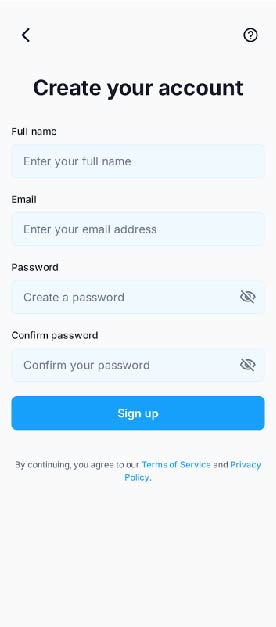 Create your account
Full name
Enter your full name
Email
Enter your email address
Password
Create a password
Confirm password
Confirm your password
Sign up
By continuing, you agree to our Terms of Service and Privacy
Policy.